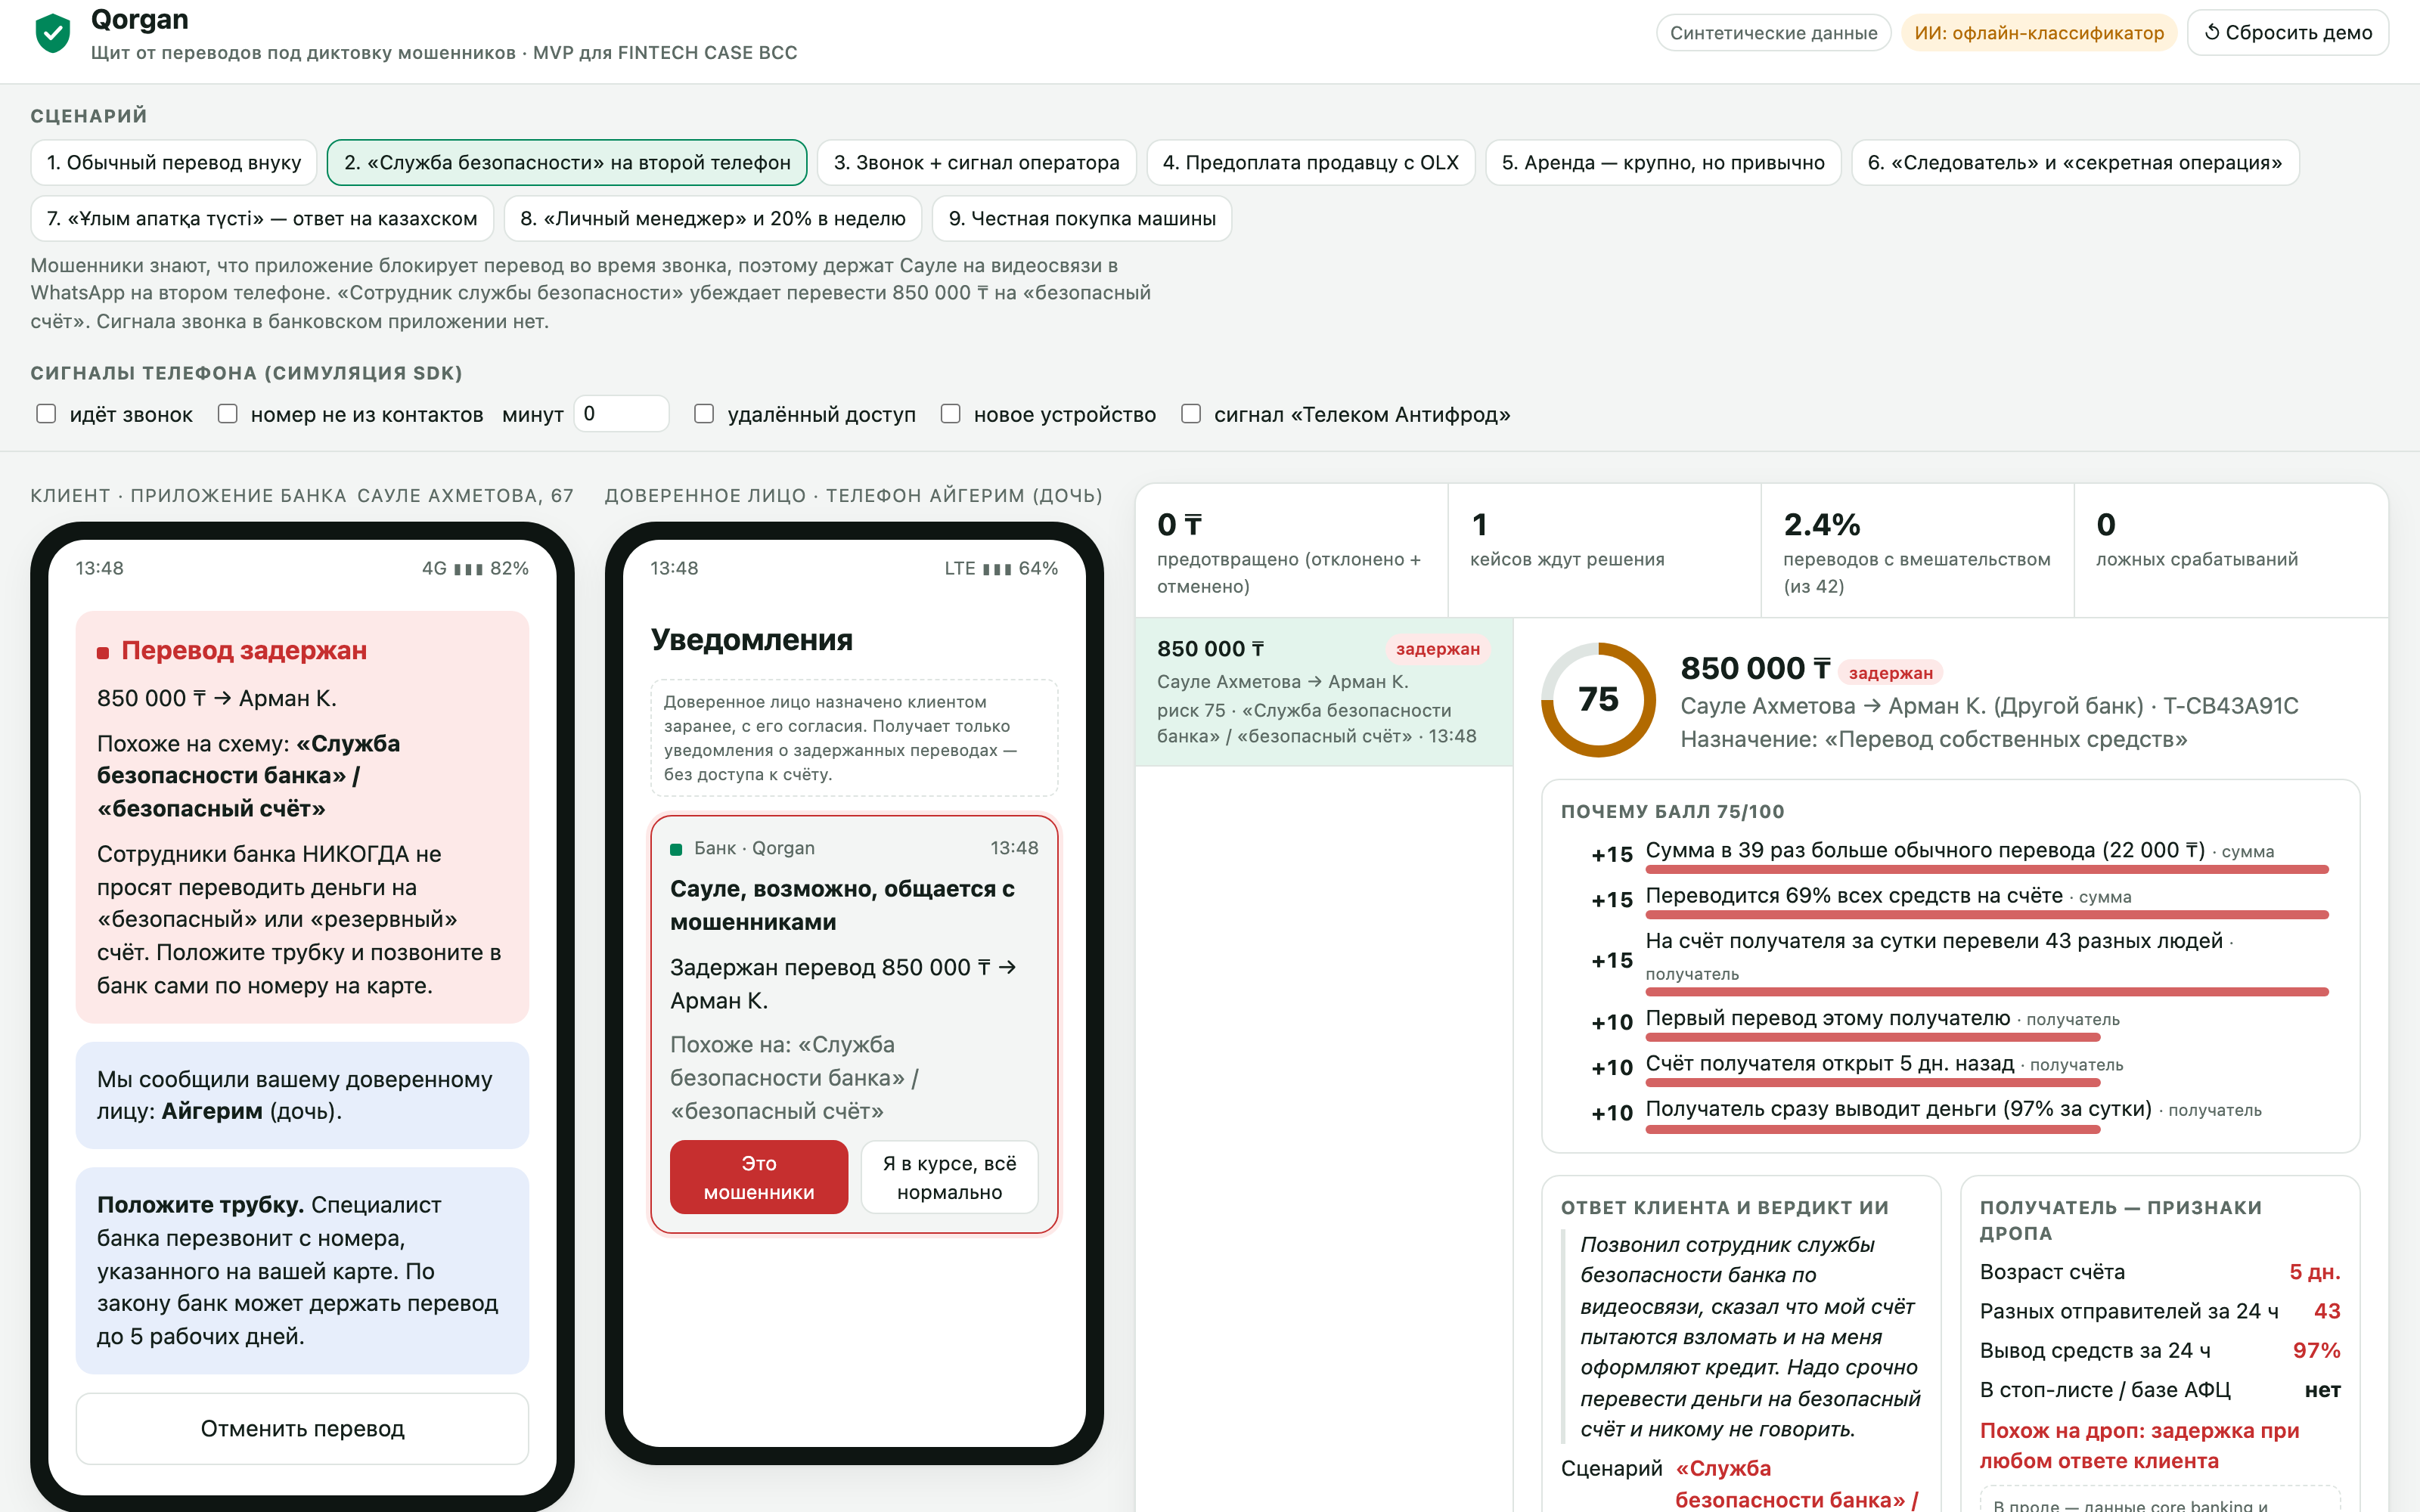 Qorgan
Щит от переводов под диктовку мошенников · MVP для FINTECH CASE BCC
Синтетические данные
ИИ: офлайн-классификатор
Сбросить демо
СЦЕНАРИЙ
1. Обычный перевод внуку
2. «Служба безопасности» на второй телефон
3. Звонок + сигнал оператора
4. Предоплата продавцу с OLX
5. Аренда — крупно, но привычно
6. «Следователь» и «секретная операция»
7. «Ұлым апатқа түсті» — ответ на казахском
8. «Личный менеджер» и 20% в неделю
9. Честная покупка машины
Мошенники знают, что приложение блокирует перевод во время звонка, поэтому держат Сауле на видеосвязи в
WhatsApp на втором телефоне. «Сотрудник службы безопасности» убеждает перевести 850 000 ₸ на «безопасный
счёт». Сигнала звонка в банковском приложении нет.
СИГНАЛЫ ТЕЛЕФОНА (СИМУЛЯЦИЯ SDK)
идёт звонок
номер не из контактов
минут
0
удалённый доступ
новое устройство
сигнал «Телеком Антифрод»
КЛИЕНТ · ПРИЛОЖЕНИЕ БАНКА САУЛЕ АХМЕТОВА, 67
13:48
4G 82%
Перевод задержан
850 000 ₸ → Арман К.
Похоже на схему: «Служба
безопасности банка» /
«безопасный счёт»
Сотрудники банка НИКОГДА не
просят переводить деньги на
«безопасный» или «резервный»
счёт. Положите трубку и позвоните в
банк сами по номеру на карте.
Мы сообщили вашему доверенному
лицу: Айгерим (дочь).
Положите трубку. Специалист
банка перезвонит с номера,
указанного на вашей карте. По
закону банк может держать перевод
до 5 рабочих дней.
Отменить перевод
ДОВЕРЕННОЕ ЛИЦО · ТЕЛЕФОН АЙГЕРИМ (ДОЧЬ)
13:48
LTE 64%
Уведомления
Доверенное лицо назначено клиентом
заранее, с его согласия. Получает только
уведомления о задержанных переводах —
без доступа к счёту.
Банк · Qorgan
13:48
Сауле, возможно, общается с
мошенниками
Задержан перевод 850 000 ₸ →
Арман К.
Похоже на: «Служба
безопасности банка» /
«безопасный счёт»
Это
мошенники
Я в курсе, всё
нормально
0 ₸
предотвращено (отклонено +
отменено)
1
кейсов ждут решения
2.4%
переводов с вмешательством
(из 42)
0
ложных срабатываний
850 000 ₸
задержан
Сауле Ахметова → Арман К.
риск 75 · «Служба безопасности
банка» / «безопасный счёт» · 13:48
75
850 000 ₸ задержан
Сауле Ахметова → Арман К. (Другой банк) · T-CB43A91C
Назначение: «Перевод собственных средств»
ПОЧЕМУ БАЛЛ 75/100
+15 Сумма в 39 раз больше обычного перевода (22 000 ₸) · сумма
+15 Переводится 69% всех средств на счёте · сумма
+15 На счёт получателя за сутки перевели 43 разных людей ·
получатель
+10 Первый перевод этому получателю · получатель
+10 Счёт получателя открыт 5 дн. назад · получатель
+10 Получатель сразу выводит деньги (97% за сутки) · получатель
ОТВЕТ КЛИЕНТА И ВЕРДИКТ ИИ
Позвонил сотрудник службы
безопасности банка по
видеосвязи, сказал что мой счёт
пытаются взломать и на меня
оформляют кредит. Надо срочно
перевести деньги на безопасный
счёт и никому не говорить.
Сценарий «Служба
безопасности банка» /
ПОЛУЧАТЕЛЬ — ПРИЗНАКИ
ДРОПА
Возраст счёта 5 дн.
Разных отправителей за 24 ч 43
Вывод средств за 24 ч 97%
В стоп-листе / базе АФЦ нет
Похож на дроп: задержка при
любом ответе клиента
В проде — данные core banking и